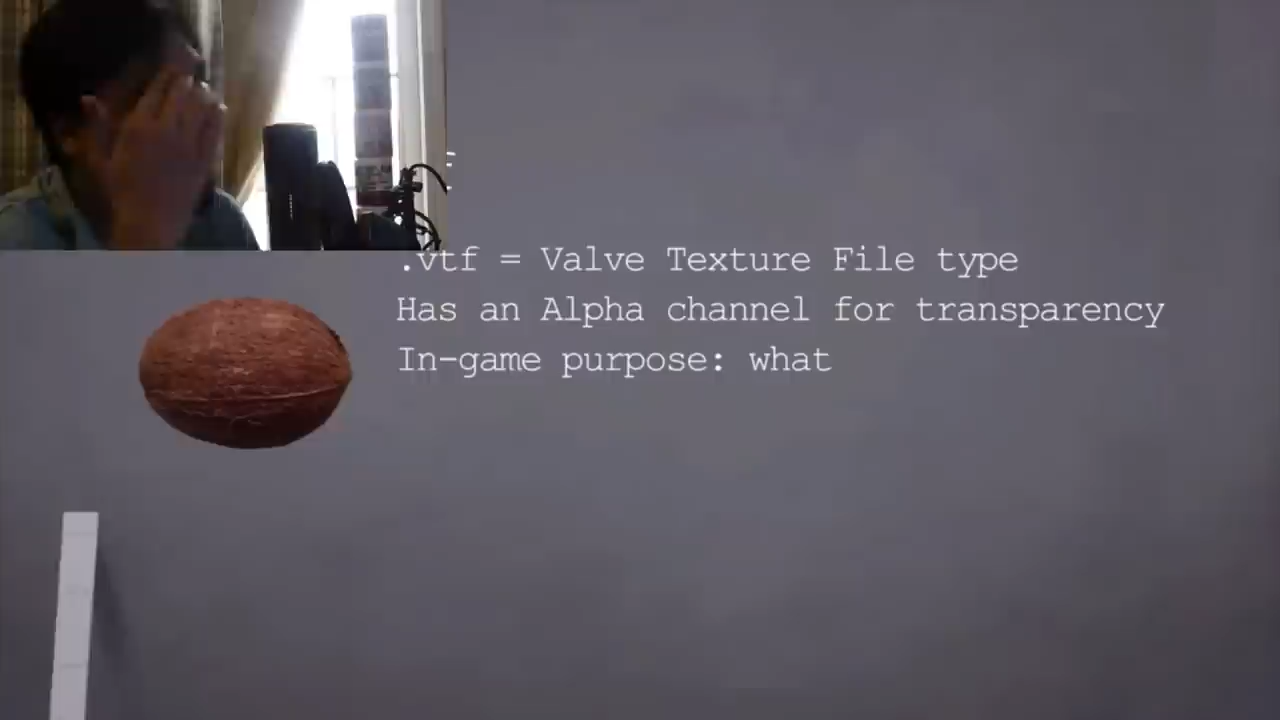 .vtf = Valve Texture File type
Has an Alpha channel for transparency
In-game purpose: what